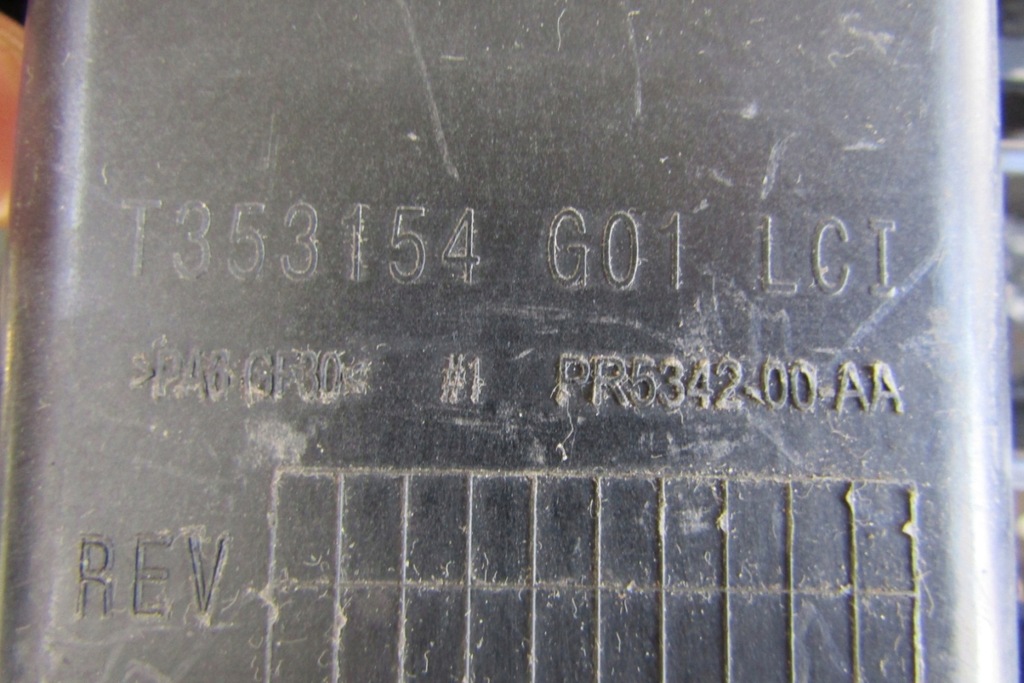 T353154 G01 LCI
>PA6-GF30< #1 PR5342-00-AA
REV